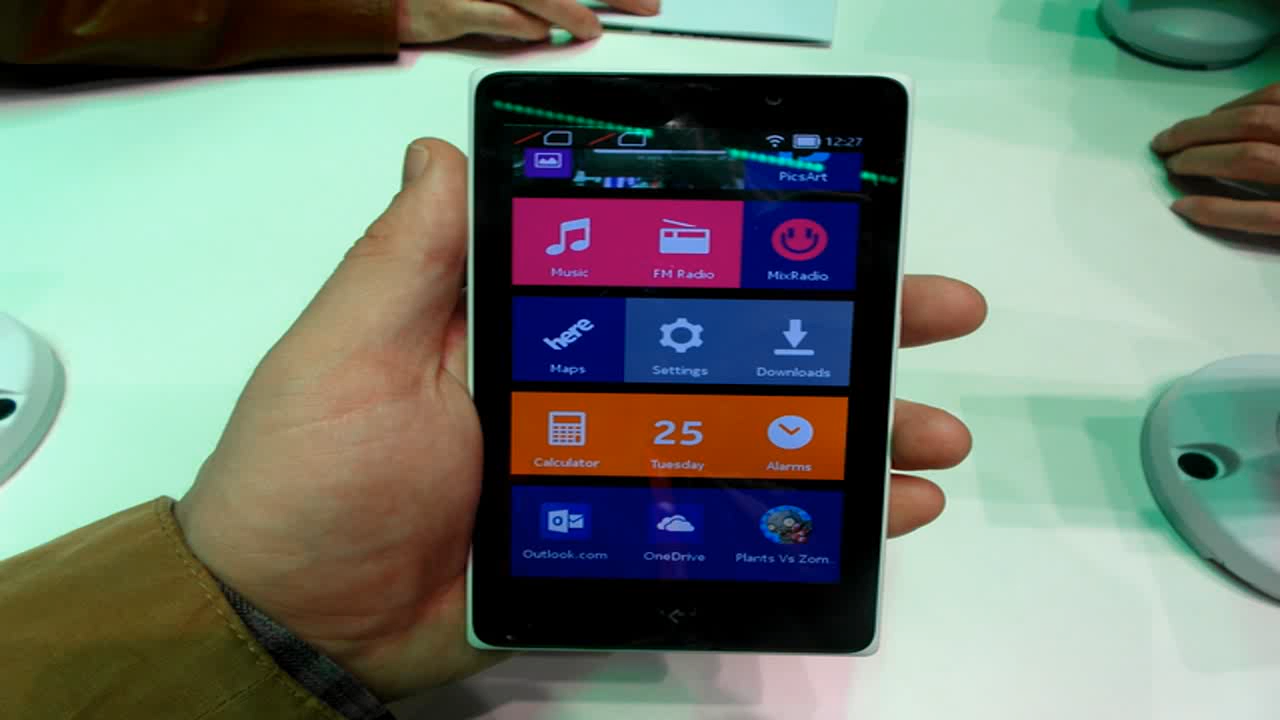 12:27
PicsArt
Music FM Radio MixRadio
here
Maps Settings Downloads
25
Calculator Tuesday Alarms
Outlook.com OneDrive Plants Vs Zom...